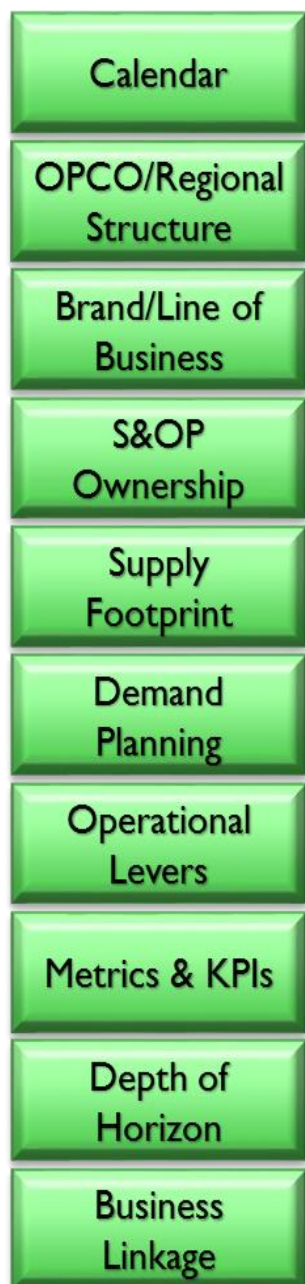 Calendar
OPCO/Regional
Structure
Brand/Line of
Business
S&OP
Ownership
Supply
Footprint
Demand
Planning
Operational
Levers
Metrics & KPIs
Depth of
Horizon
Business
Linkage